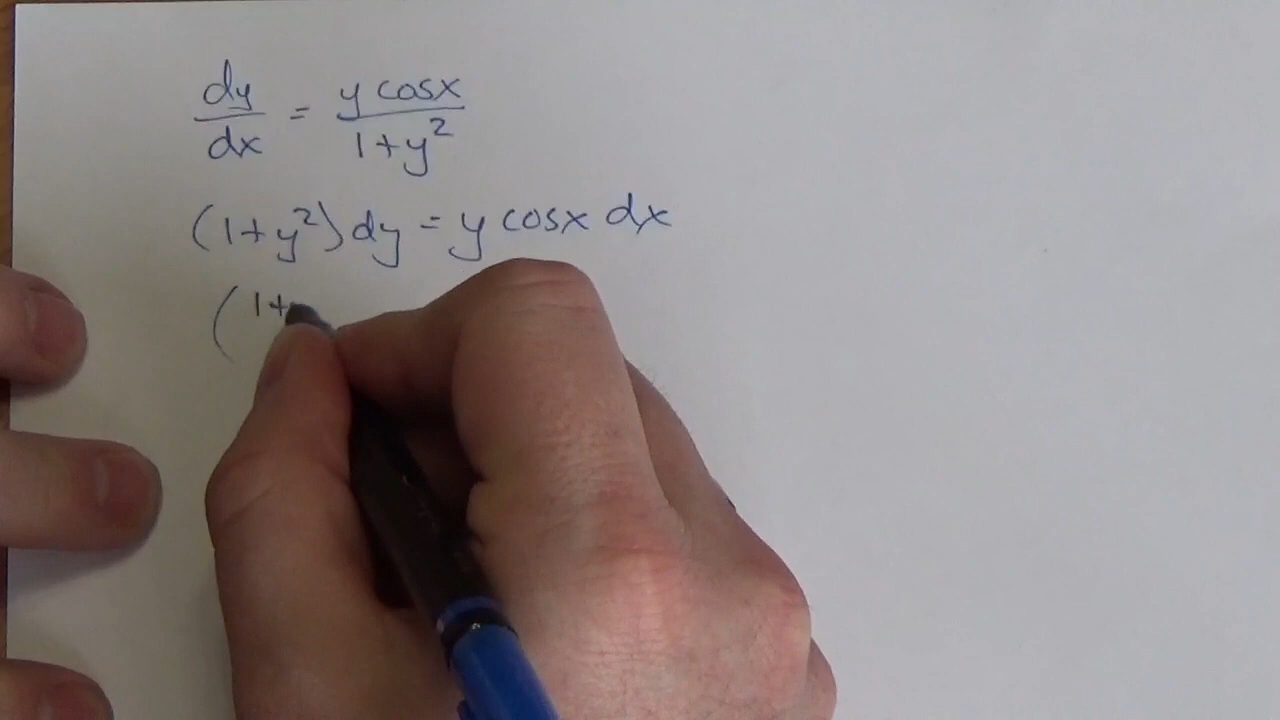 dy/dx = y cosx/1+y²
(1+y²)dy = y cosx dx
(1+